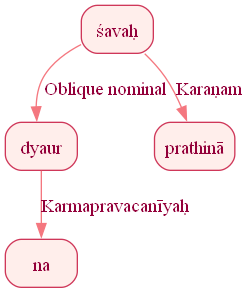 śavaḥ
Oblique nominal Karaṇam
dyaur prathinā
Karmapravacanīyaḥ
na